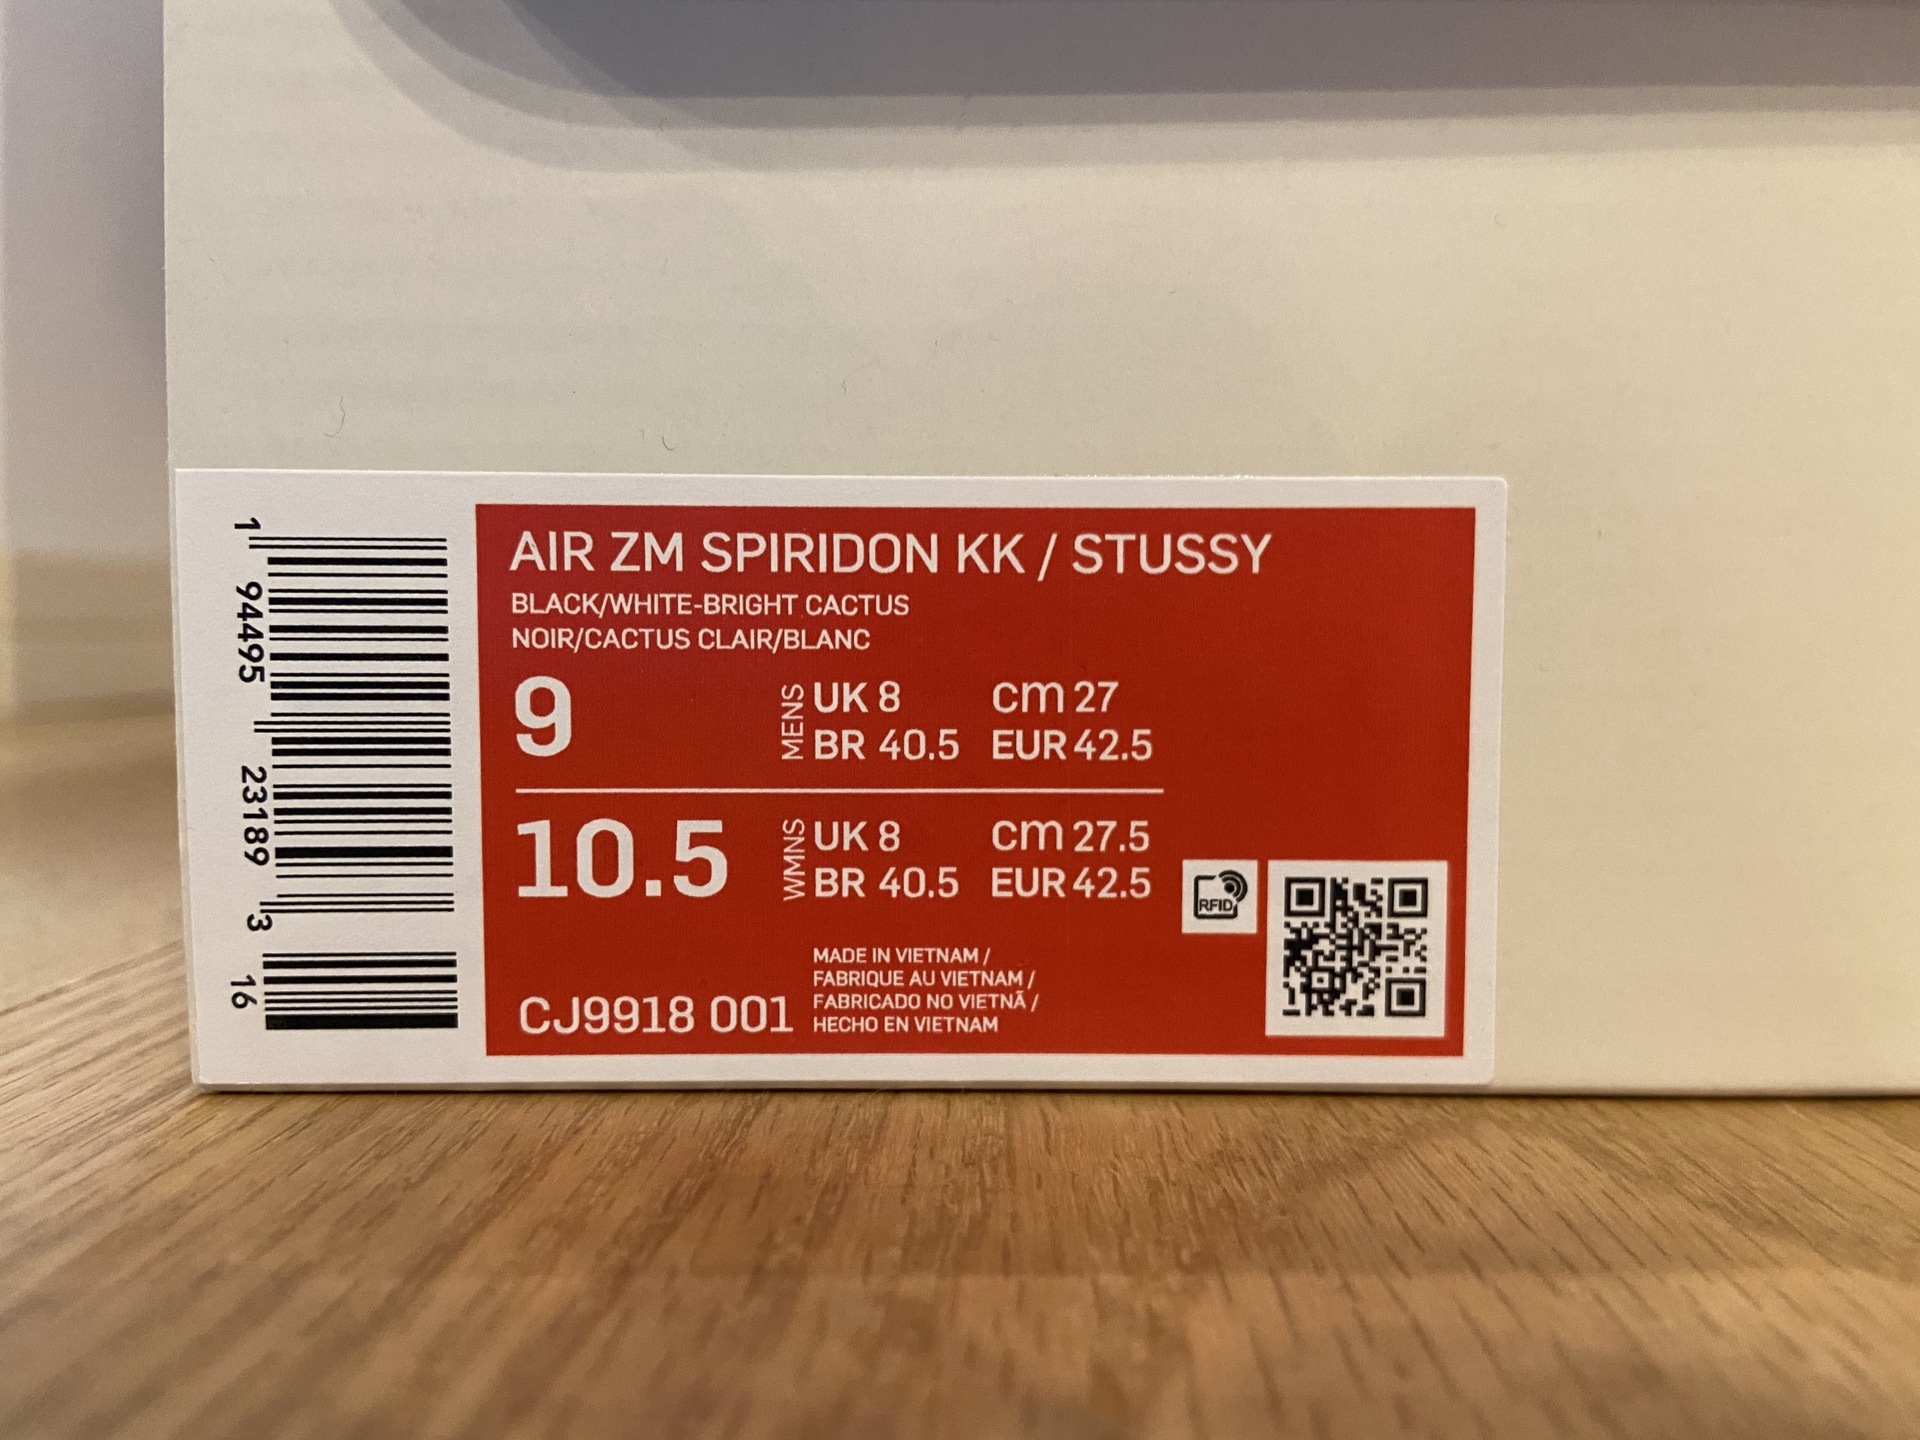 AIR ZM SPIRIDON KK / STUSSY
BLACK/WHITE-BRIGHT CACTUS
NOIR/CACTUS CLAIR/BLANC
9
MENS
UK 8 cm 27
BR 40.5 EUR 42.5
10.5
WMNS
UK 8 cm 27.5
BR 40.5 EUR 42.5
RFID
CJ9918 001
MADE IN VIETNAM /
FABRIQUE AU VIETNAM /
FABRICADO NO VIETNÃ /
HECHO EN VIETNAM
1 94495 23189 3 16